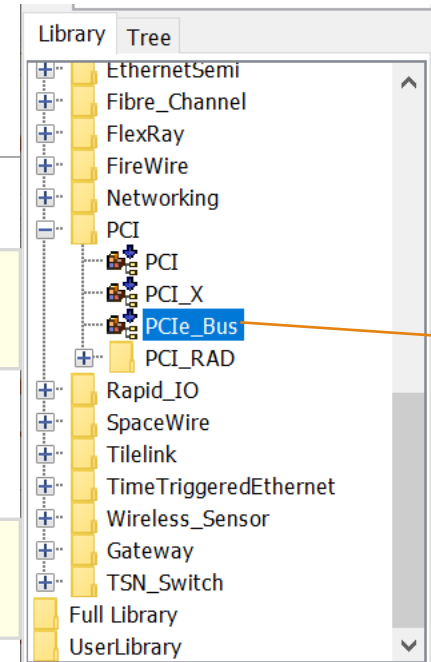 Library Tree
EthernetSemi
Fibre_Channel
FlexRay
FireWire
Networking
PCI
PCI
PCI_X
PCIe_Bus
PCI_RAD
Rapid_IO
SpaceWire
Tilelink
TimeTriggeredEthernet
Wireless_Sensor
Gateway
TSN_Switch
Full Library
UserLibrary